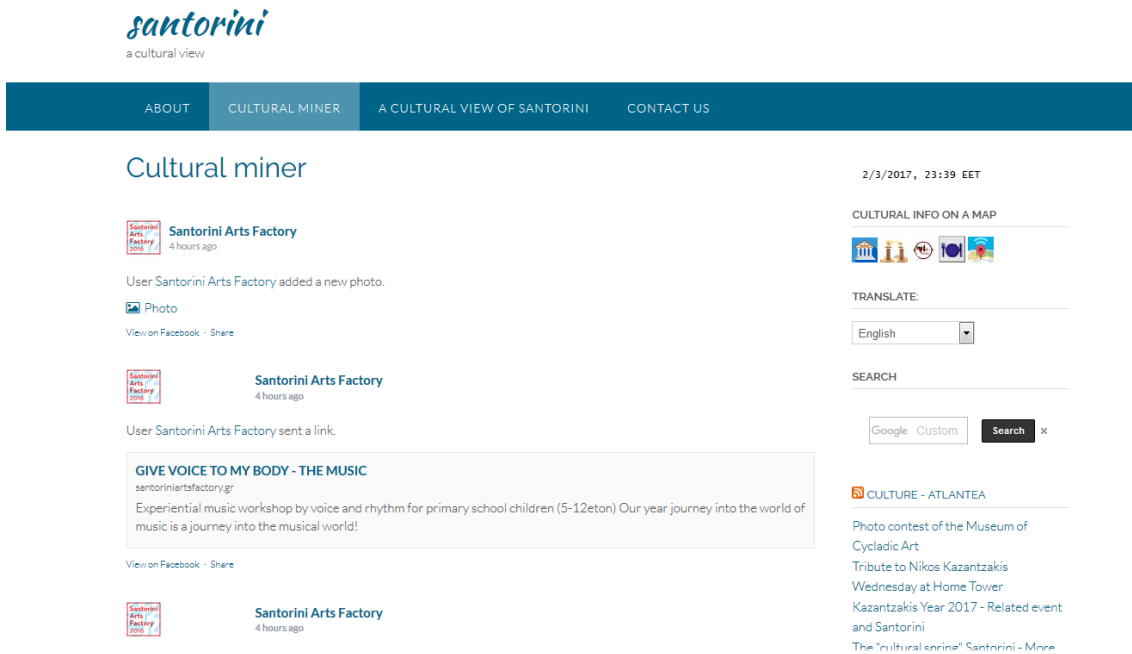 santorini
a cultural view
ABOUT
CULTURAL MINER
A CULTURAL VIEW OF SANTORINI
CONTACT US
Cultural miner
Santorini
Arts
Factory
2016
Santorini Arts Factory
4 hours ago
User Santorini Arts Factory added a new photo.
Photo
View on Facebook · Share
Santorini
Arts
Factory
2016
Santorini Arts Factory
4 hours ago
User Santorini Arts Factory sent a link.
GIVE VOICE TO MY BODY - THE MUSIC
santoriniartsfactory.gr
Experiential music workshop by voice and rhythm for primary school children (5-12eton) Our year journey into the world of
music is a journey into the musical world!
View on Facebook · Share
Santorini
Arts
Factory
2016
Santorini Arts Factory
4 hours ago
2/3/2017, 23:39 EET
CULTURAL INFO ON A MAP
TRANSLATE:
English
SEARCH
Google Custom
Search
×
CULTURE - ATLANTEA
Photo contest of the Museum of
Cycladic Art
Tribute to Nikos Kazantzakis
Wednesday at Home Tower
Kazantzakis Year 2017 - Related event
and Santorini
The "cultural spring" Santorini - More